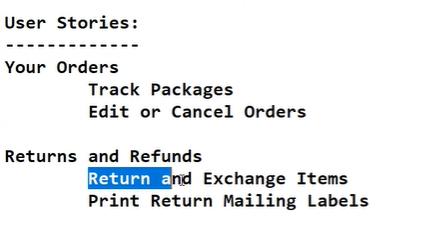 User Stories:
-------------
Your Orders
Track Packages
Edit or Cancel Orders
Returns and Refunds
Return and Exchange Items
Print Return Mailing Labels